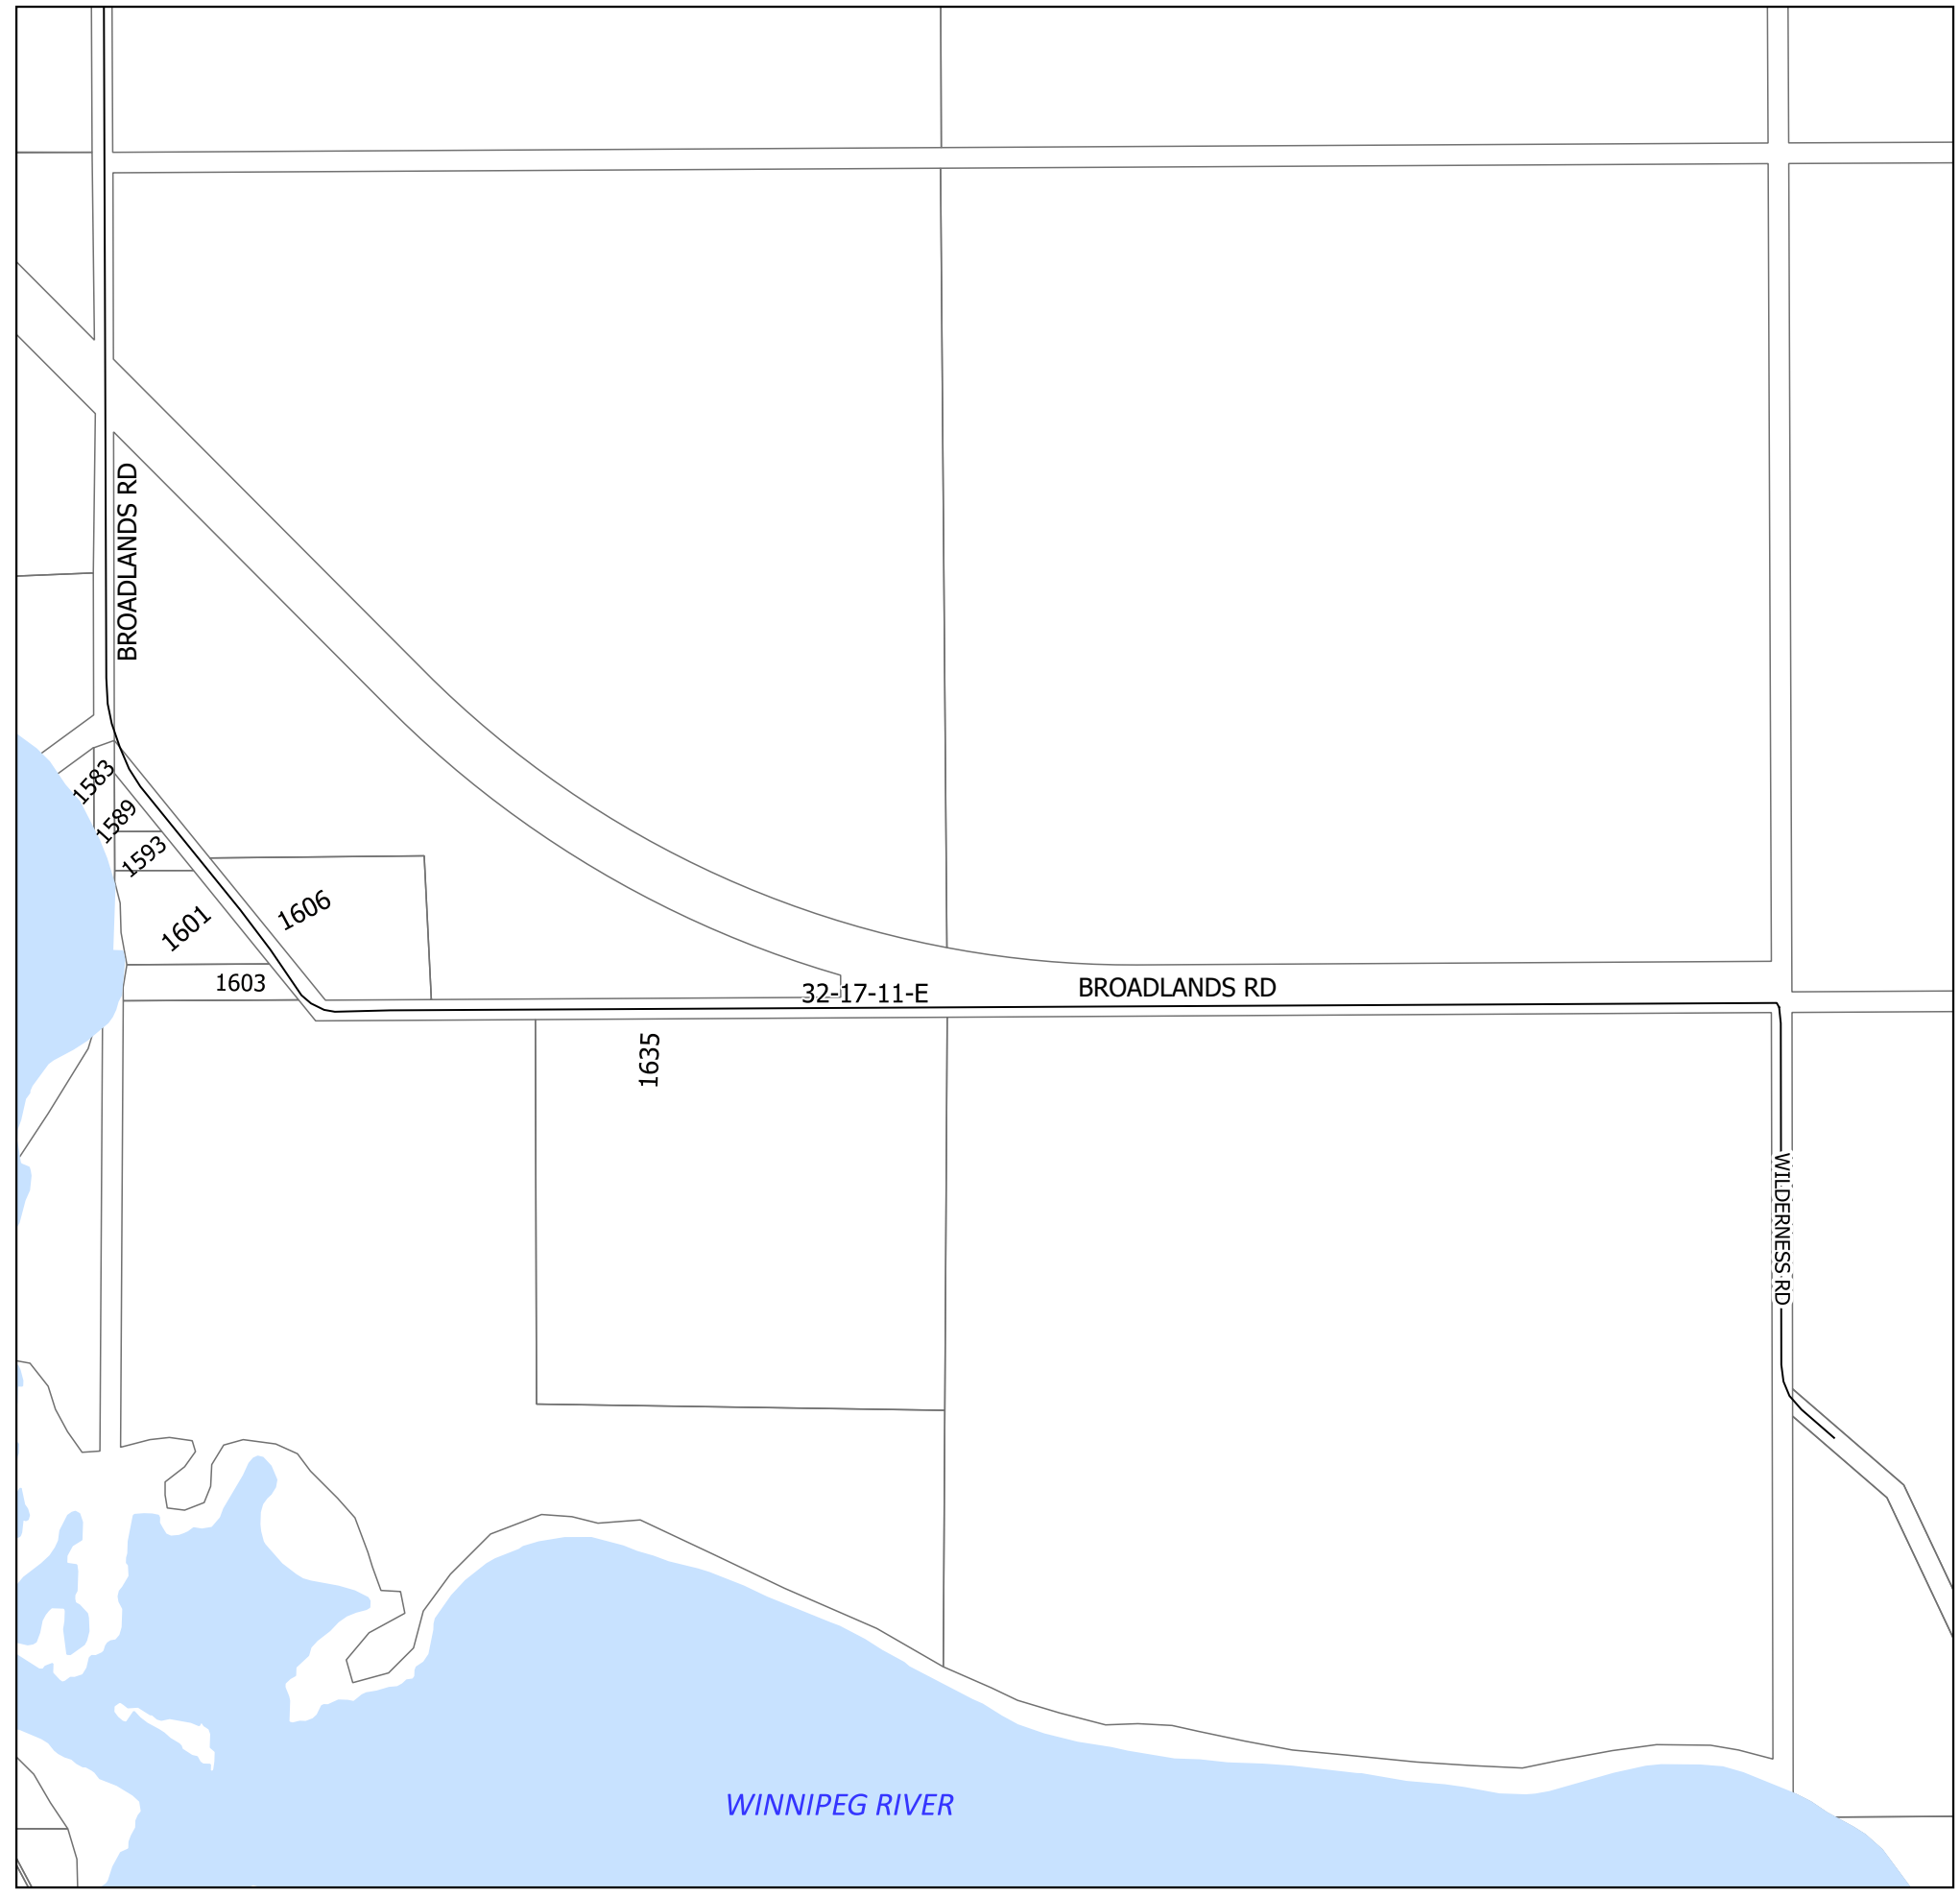 BROADLANDS RD
1583
1589
1593
1601
1606
1603
32-17-11-E
BROADLANDS RD
1635
WILDERNESS RD
WINNIPEG RIVER